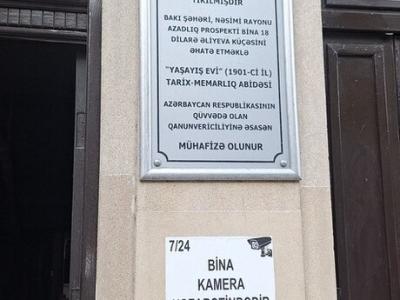 TİKİLMİŞDİR
BAKI ŞƏHƏRİ, NƏSİMİ RAYONU
AZADLIQ PROSPEKTİ BİNA 18
DİLARƏ ƏLİYEVA KÜÇƏSİNİ
ƏHATƏ ETMƏKLƏ
"YAŞAYIŞ EVİ" (1901-Cİ İL)
TARİX-MEMARLIQ ABİDƏSİ
AZƏRBAYCAN RESPUBLİKASININ
QÜVVƏDƏ OLAN
QANUNVERİCİLİYİNƏ ƏSASƏN
MÜHAFİZƏ OLUNUR
7/24
BİNA
KAMERA